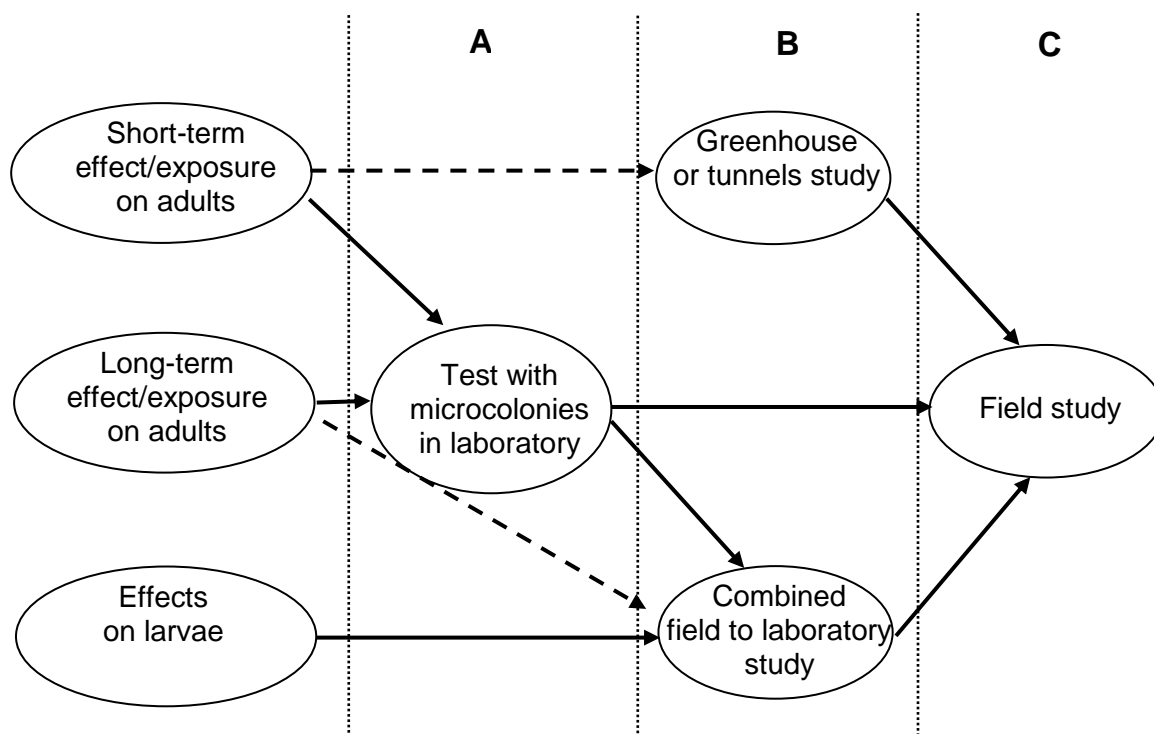 A
B
C
Short-term
effect/exposure
on adults
Greenhouse
or tunnels study
Long-term
effect/exposure
on adults
Test with
microcolonies
in laboratory
Field study
Effects
on larvae
Combined
field to laboratory
study